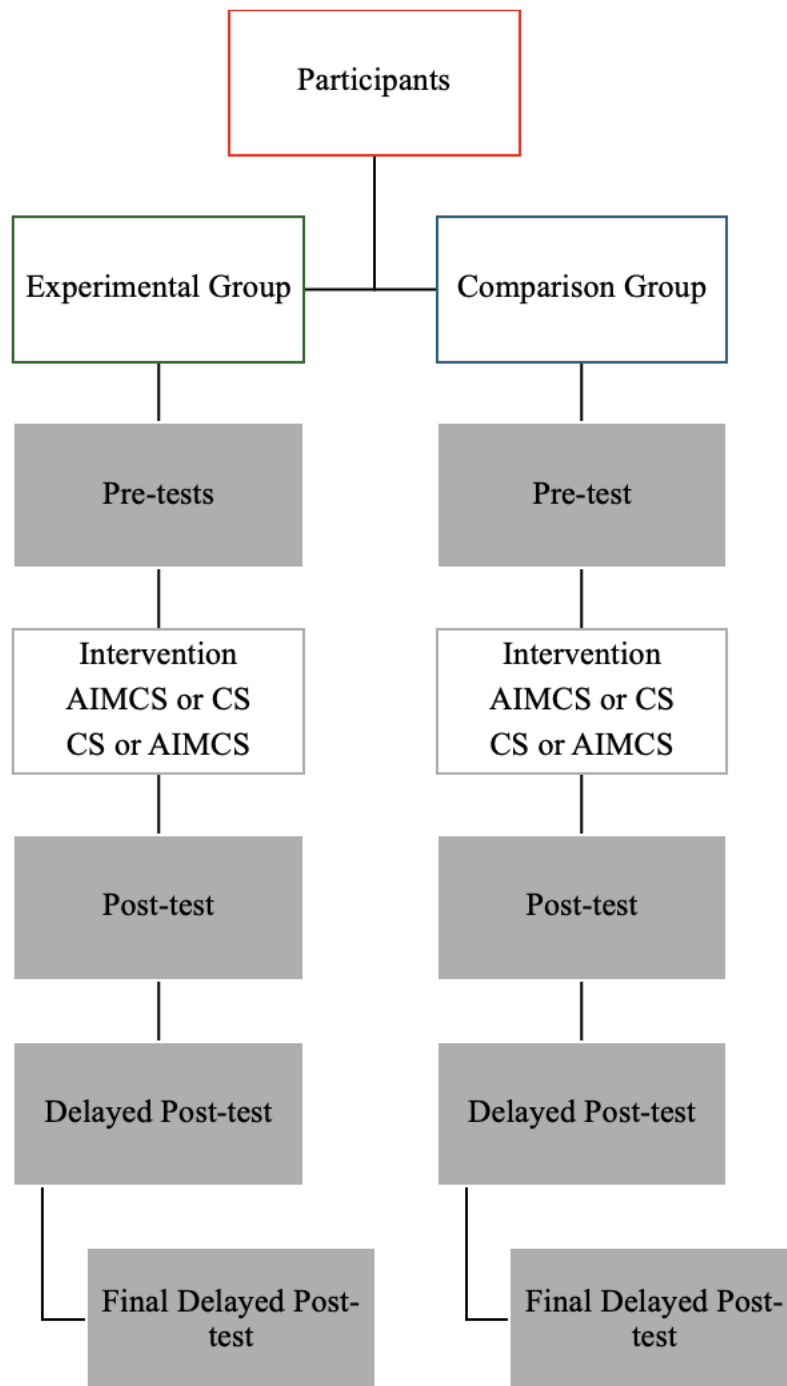 Participants
Experimental Group
Comparison Group
Pre-tests
Pre-test
Intervention
AIMCS or CS
CS or AIMCS
Intervention
AIMCS or CS
CS or AIMCS
Post-test
Post-test
Delayed Post-test
Delayed Post-test
Final Delayed Post-
test
Final Delayed Post-
test